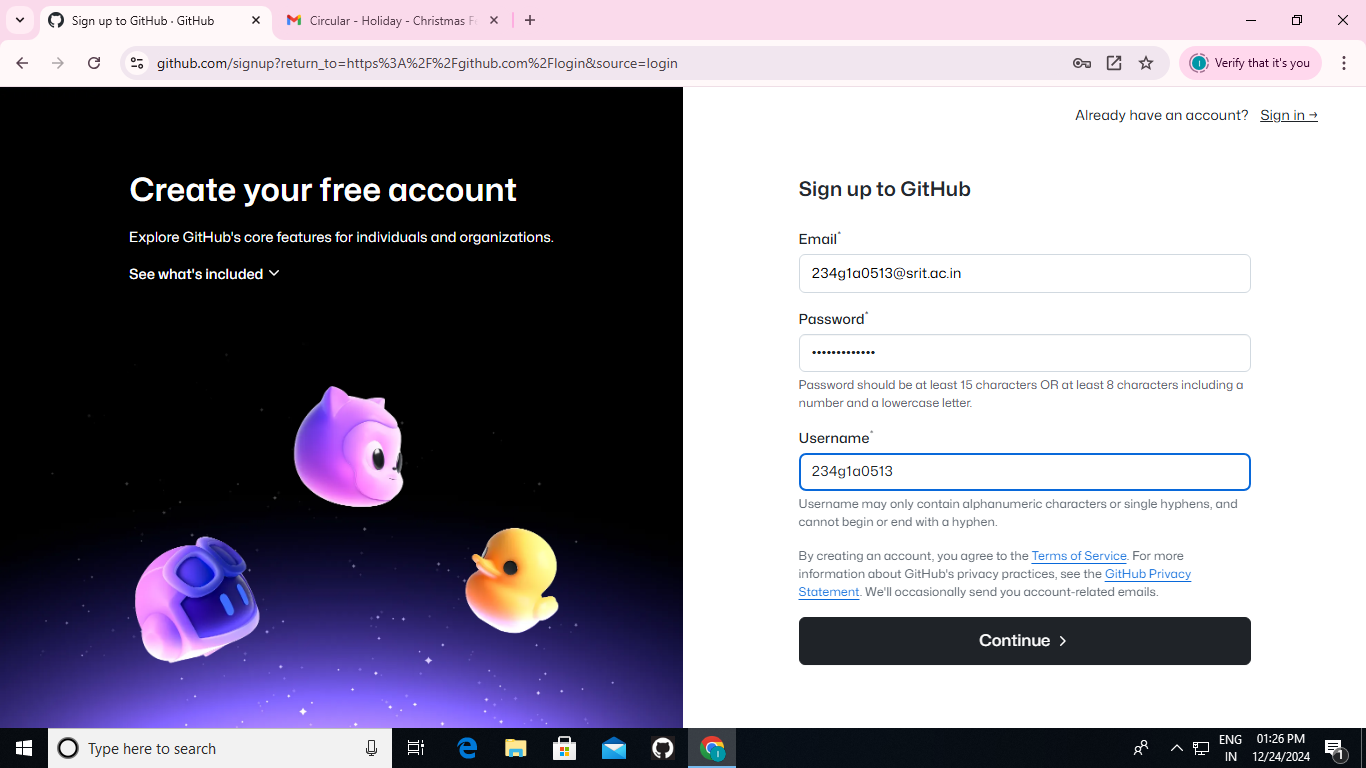 Sign up to GitHub · GitHub
Circular - Holiday - Christmas Fe
github.com/signup?return_to=https%3A%2F%2Fgithub.com%2Flogin&source=login
Verify that it's you
Already have an account? Sign in →
Create your free account
Explore GitHub's core features for individuals and organizations.
See what's included
Sign up to GitHub
Email*
234g1a0513@srit.ac.in
Password*
•••••••••••••
Password should be at least 15 characters OR at least 8 characters including a
number and a lowercase letter.
Username*
234g1a0513
Username may only contain alphanumeric characters or single hyphens, and
cannot begin or end with a hyphen.
By creating an account, you agree to the Terms of Service. For more
information about GitHub's privacy practices, see the GitHub Privacy
Statement. We'll occasionally send you account-related emails.
Continue
Type here to search
ENG
IN
01:26 PM
12/24/2024
1